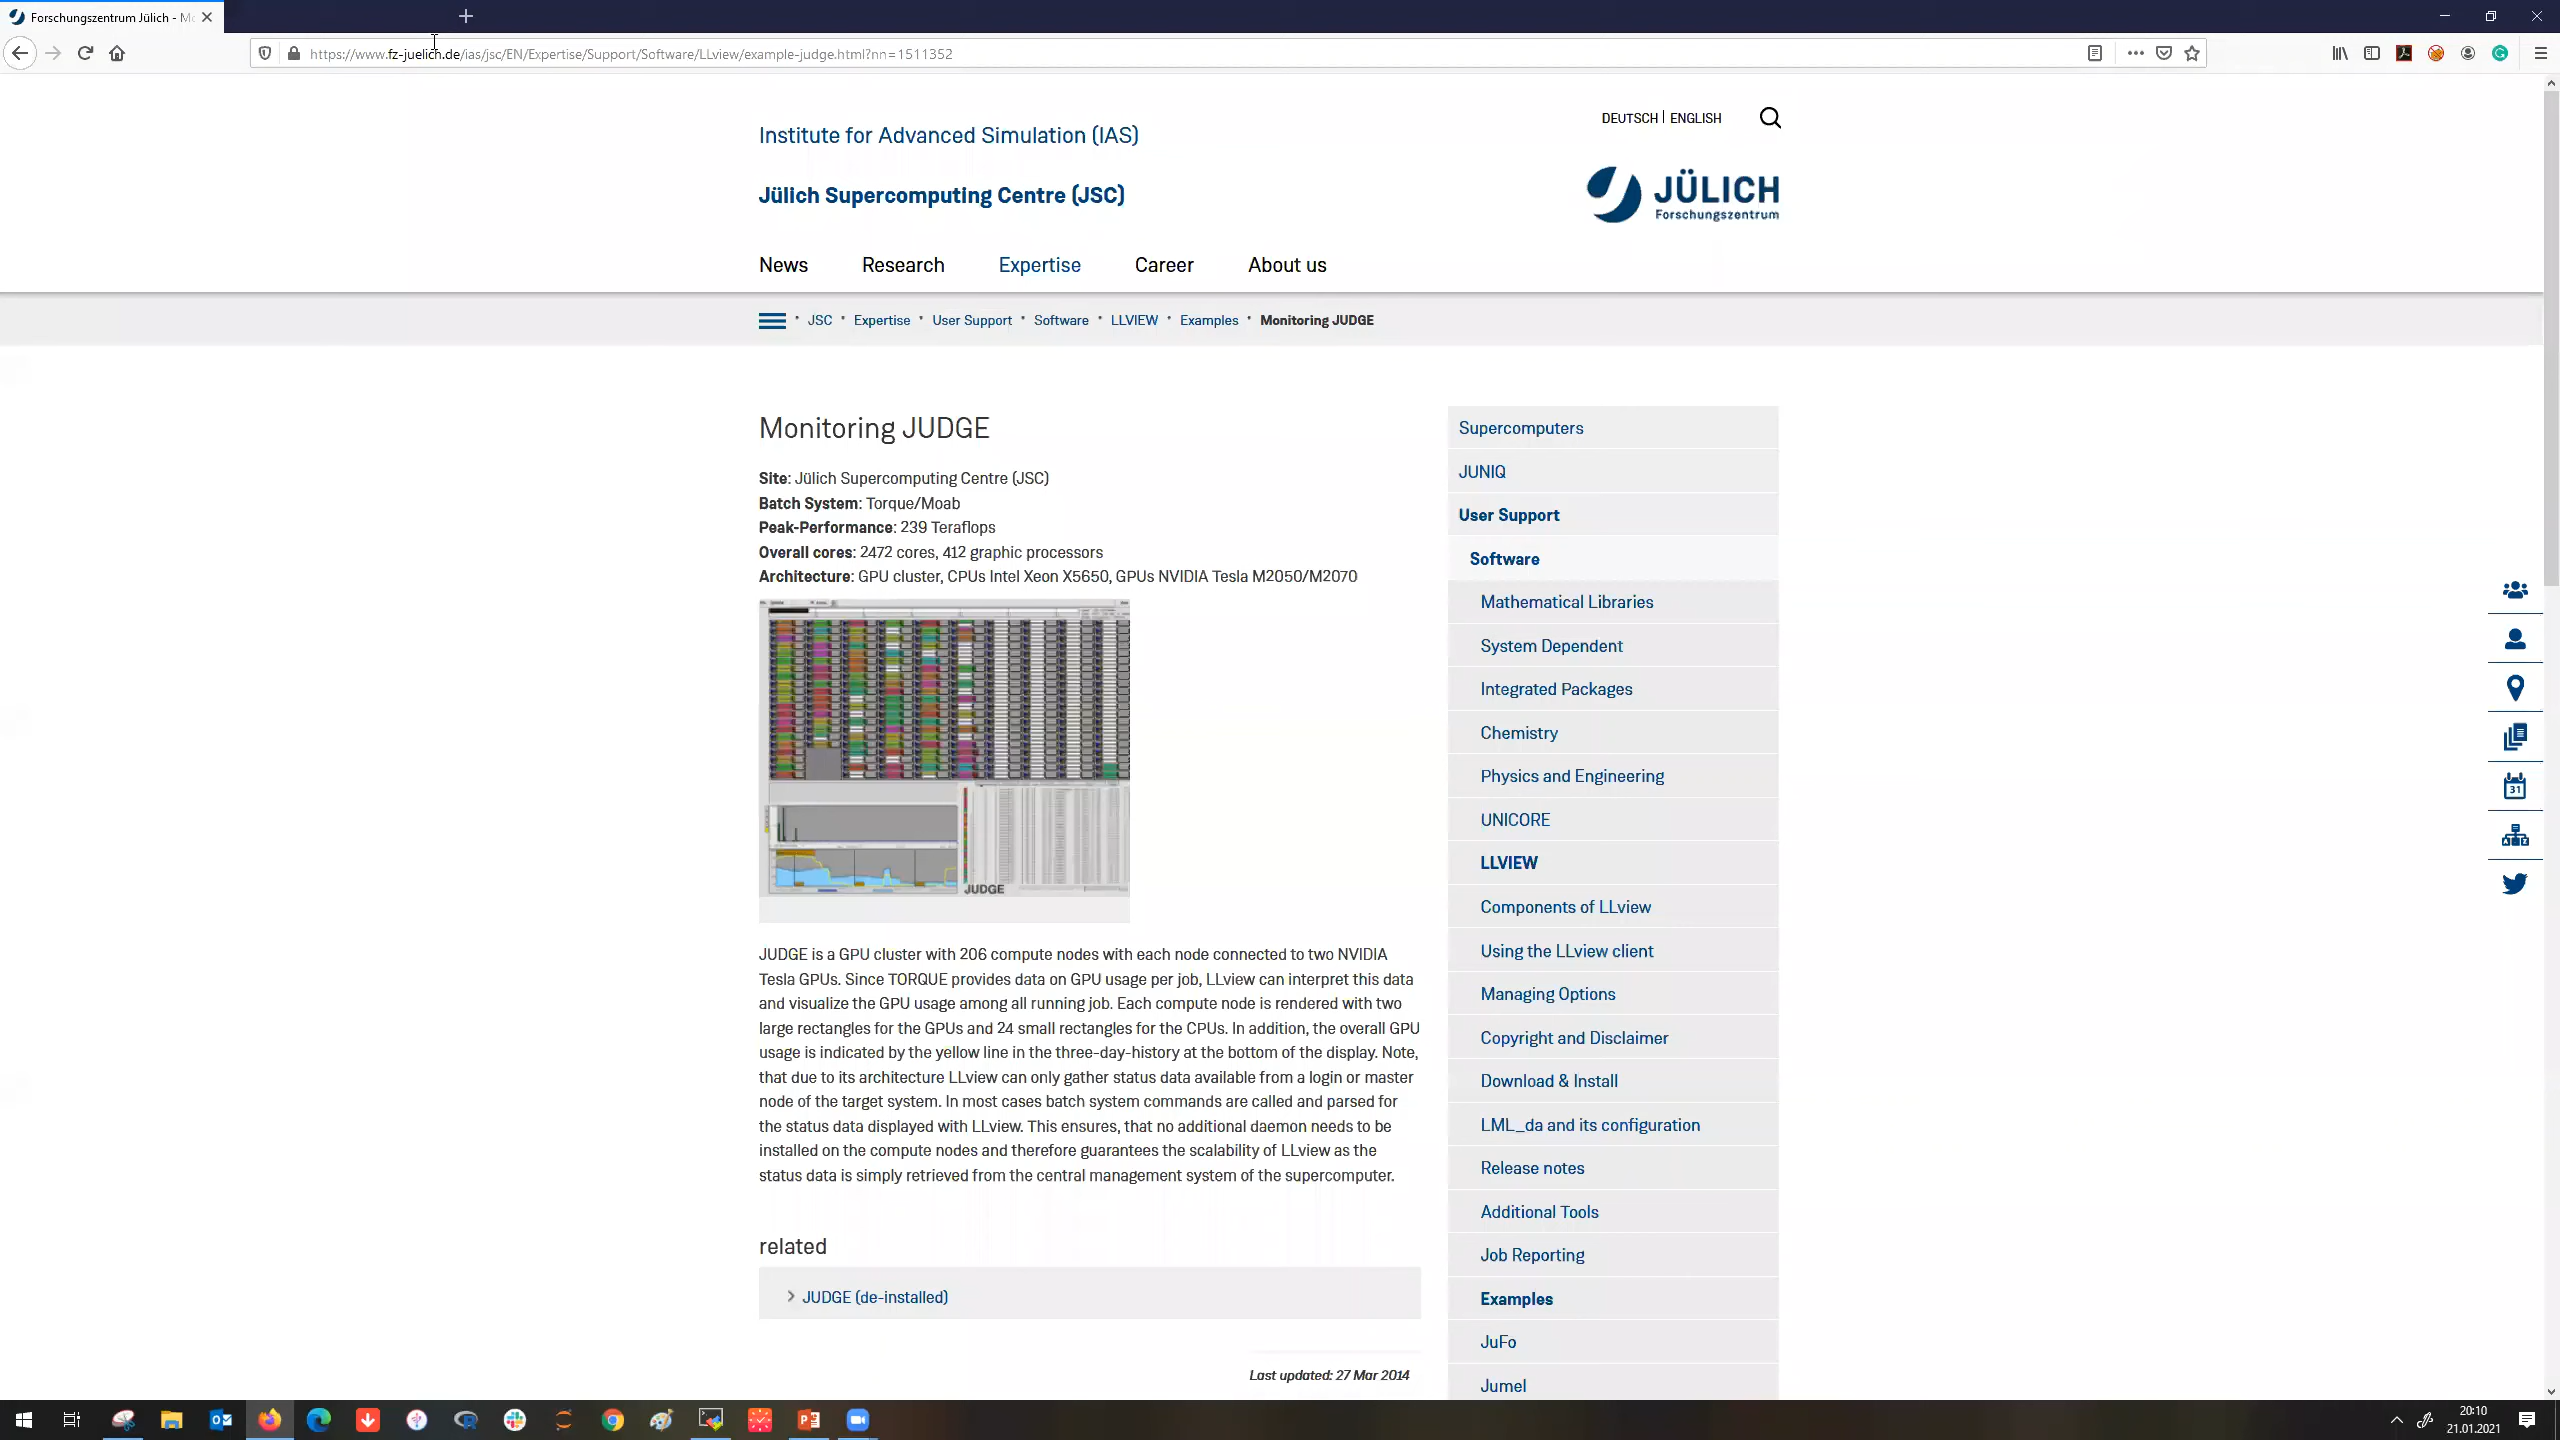 Forschungszentrum Jülich - Mo
https://www.fz-juelich.de/ias/jsc/EN/Expertise/Support/Software/LLview/example-judge.html?nn=1511352
Institute for Advanced Simulation (IAS)
DEUTSCH | ENGLISH
Jülich Supercomputing Centre (JSC)
JÜLICH
Forschungszentrum
News Research Expertise Career About us
JSC • Expertise • User Support • Software • LLVIEW • Examples • Monitoring JUDGE
Monitoring JUDGE
Site: Jülich Supercomputing Centre (JSC)
Batch System: Torque/Moab
Peak-Performance: 239 Teraflops
Overall cores: 2472 cores, 412 graphic processors
Architecture: GPU cluster, CPUs Intel Xeon X5650, GPUs NVIDIA Tesla M2050/M2070
JUDGE
JUDGE is a GPU cluster with 206 compute nodes with each node connected to two NVIDIA
Tesla GPUs. Since TORQUE provides data on GPU usage per job, LLview can interpret this data
and visualize the GPU usage among all running job. Each compute node is rendered with two
large rectangles for the GPUs and 24 small rectangles for the CPUs. In addition, the overall GPU
usage is indicated by the yellow line in the three-day-history at the bottom of the display. Note,
that due to its architecture LLview can only gather status data available from a login or master
node of the target system. In most cases batch system commands are called and parsed for
the status data displayed with LLview. This ensures, that no additional daemon needs to be
installed on the compute nodes and therefore guarantees the scalability of LLview as the
status data is simply retrieved from the central management system of the supercomputer.
related
JUDGE (de-installed)
Last updated: 27 Mar 2014
Supercomputers
JUNIQ
User Support
Software
Mathematical Libraries
System Dependent
Integrated Packages
Chemistry
Physics and Engineering
UNICORE
LLVIEW
Components of LLview
Using the LLview client
Managing Options
Copyright and Disclaimer
Download & Install
LML_da and its configuration
Release notes
Additional Tools
Job Reporting
Examples
JuFo
Jumel
31
20:10
21.01.2021